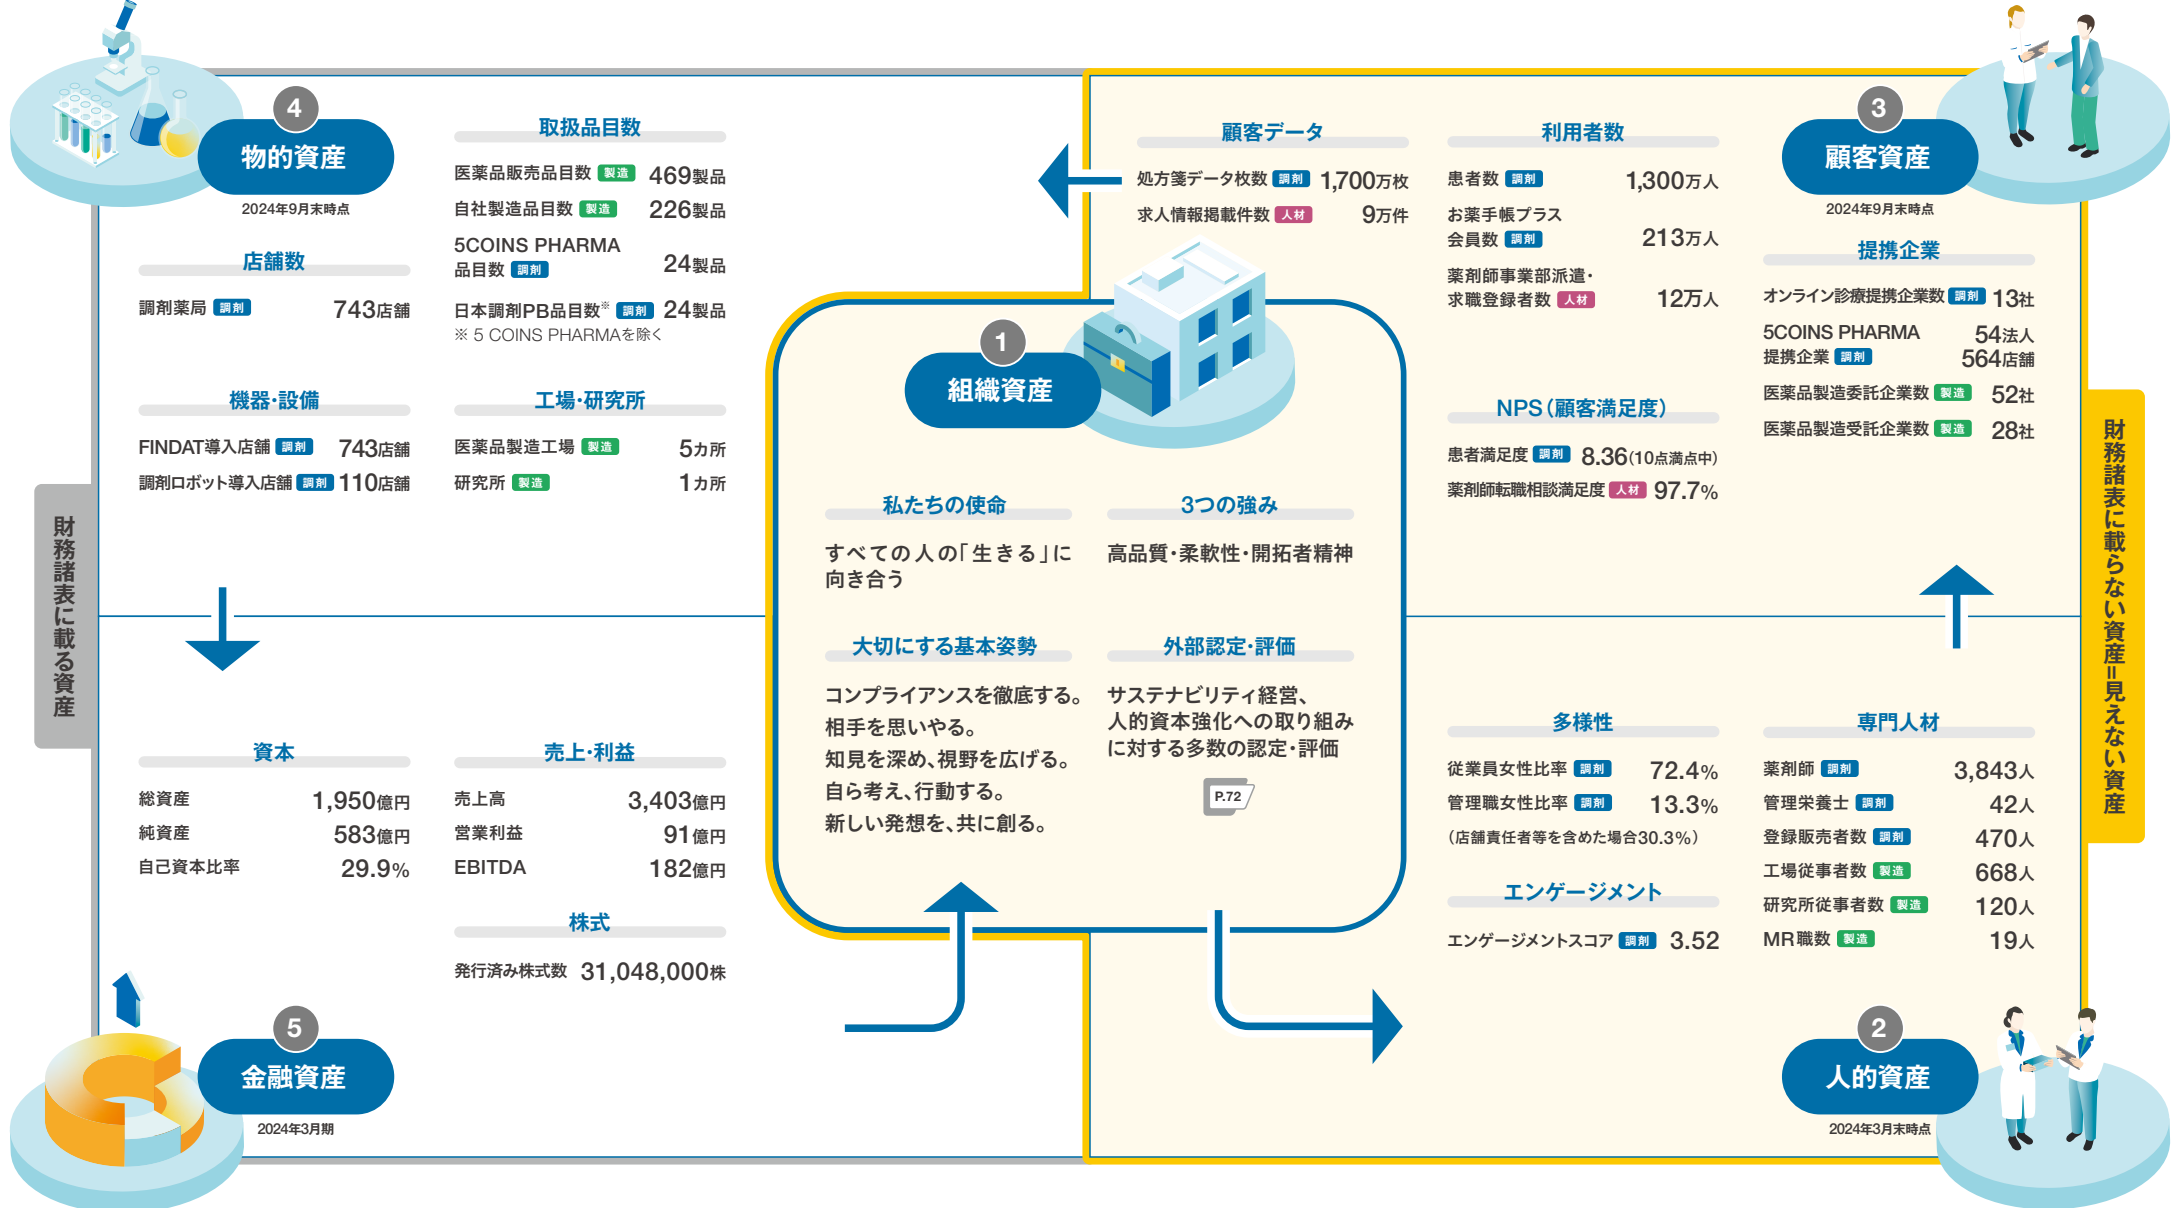 財務諸表に載る資産
4
物的資産
2024年9月末時点
店舗数
調剤薬局 調剤 743店舗
取扱品目数
医薬品販売品目数 製造 469製品
自社製造品目数 製造 226製品
5COINS PHARMA
品目数 調剤 24製品
日本調剤PB品目数※ 調剤 24製品
※ 5 COINS PHARMAを除く
機器・設備
FINDAT導入店舗 調剤 743店舗
調剤ロボット導入店舗 調剤 110店舗
工場・研究所
医薬品製造工場 製造 5カ所
研究所 製造 1カ所
資本
総資産 1,950億円
純資産 583億円
自己資本比率 29.9%
売上・利益
売上高 3,403億円
営業利益 91億円
EBITDA 182億円
株式
発行済み株式数 31,048,000株
5
金融資産
2024年3月期
1
組織資産
私たちの使命
すべての人の「生きる」に
向き合う
3つの強み
高品質・柔軟性・開拓者精神
大切にする基本姿勢
コンプライアンスを徹底する。
相手を思いやる。
知見を深め、視野を広げる。
自ら考え、行動する。
新しい発想を、共に創る。
外部認定・評価
サステナビリティ経営、
人的資本強化への取り組み
に対する多数の認定・評価
P.72
顧客データ
処方箋データ枚数 調剤 1,700万枚
求人情報掲載件数 人材 9万件
利用者数
患者数 調剤 1,300万人
お薬手帳プラス
会員数 調剤 213万人
薬剤師事業部派遣・
求職登録者数 人材 12万人
NPS（顧客満足度）
患者満足度 調剤 8.36(10点満点中)
薬剤師転職相談満足度 人材 97.7%
3
顧客資産
2024年9月末時点
提携企業
オンライン診療提携企業数 調剤 13社
5COINS PHARMA 54法人
提携企業 調剤 564店舗
医薬品製造委託企業数 製造 52社
医薬品製造受託企業数 製造 28社
多様性
従業員女性比率 調剤 72.4%
管理職女性比率 調剤 13.3%
（店舗責任者等を含めた場合30.3%）
エンゲージメント
エンゲージメントスコア 調剤 3.52
専門人材
薬剤師 調剤 3,843人
管理栄養士 調剤 42人
登録販売者数 調剤 470人
工場従事者数 製造 668人
研究所従事者数 製造 120人
MR職数 製造 19人
2
人的資産
2024年3月末時点
財務諸表に載らない資産＝見えない資産